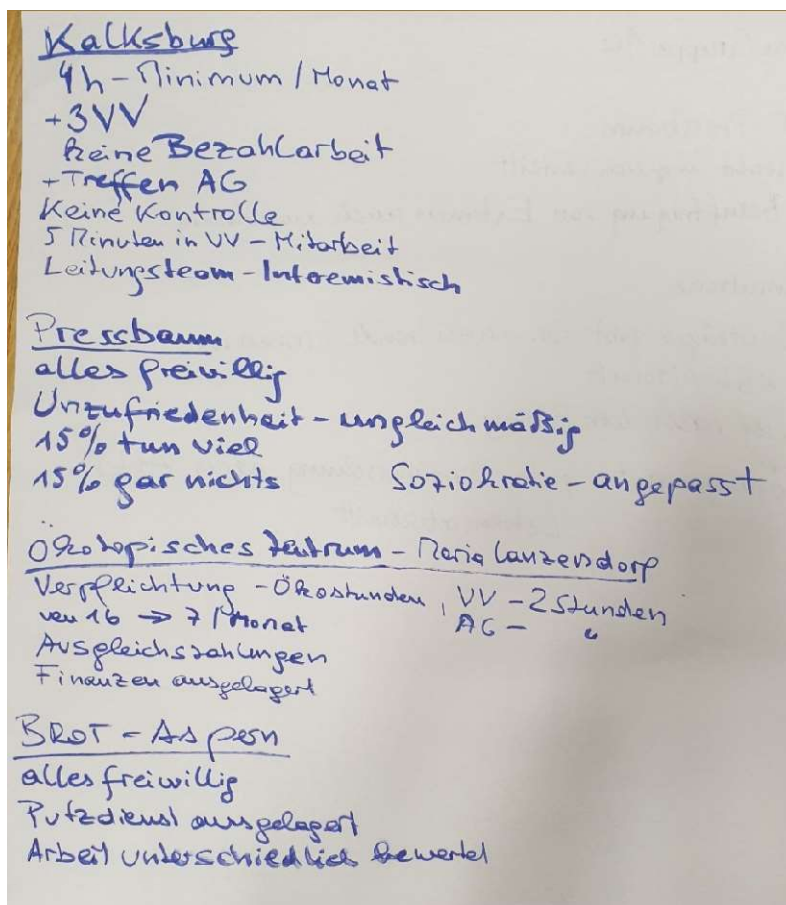 Kalksburg
4h - Minimum / Monat
+3VV
keine Bezahlarbeit
+ Treffen AG
Keine Kontrolle
5 Minuten in VV - Mitarbeit
Leitungsteam - Interemistisch
Pressbaum
alles freiwillig
Unzufriedenheit - ungleichmäßig
15% tun viel
15% gar nichts Soziokratie - angepasst
Ökotopisches Zentrum - Maria Lanzersdorf
Verpflichtung - Ökostunden, VV - 2 Stunden
von 16 → 7 / Monat AG - "
Ausgleichszahlungen
Finanzen ausgelagert
BROT - Aspern
alles freiwillig
Putzdienst ausgelagert
Arbeit unterschiedlich bewertet